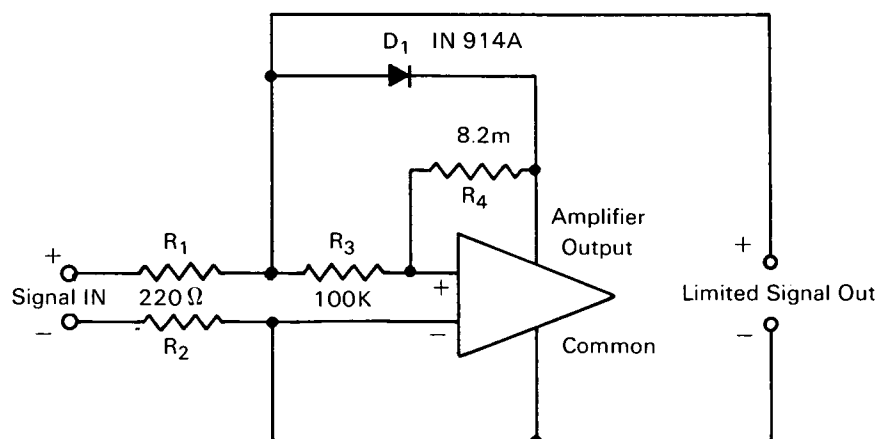 D1 IN 914A
8.2m
R4
Amplifier
Output
+
R1
R3
+
+
Signal IN
220 Ω
100K
Limited Signal Out
−
R2
−
−
Common